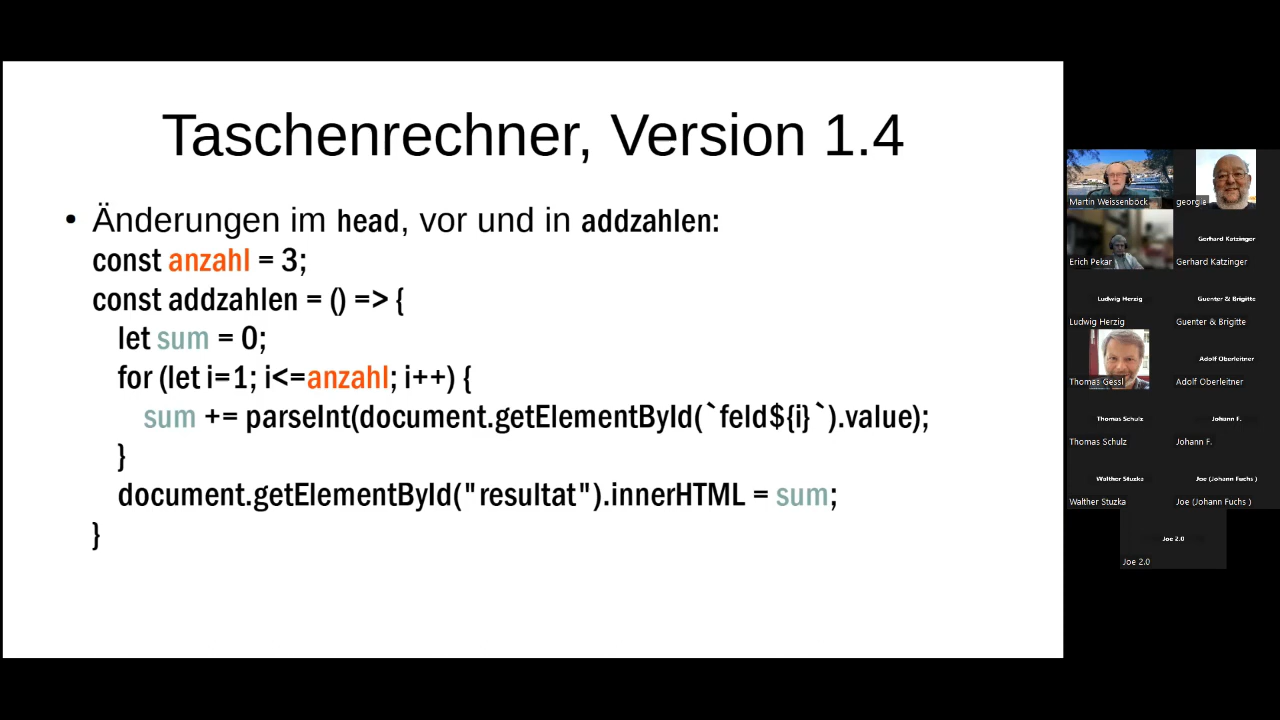 Taschenrechner, Version 1.4
• Änderungen im head, vor und in addzahlen:
const anzahl = 3;
const addzahlen = () => {
let sum = 0;
for (let i=1; i<=anzahl; i++) {
sum += parseInt(document.getElementById(`feld${i}`).value);
}
document.getElementById("resultat").innerHTML = sum;
}
Martin Weissenböck
georgie
Erich Pekar
Gerhard Katzinger
Gerhard Katzinger
Ludwig Herzig
Ludwig Herzig
Guenter & Brigitte
Guenter & Brigitte
Thomas Gessl
Adolf Oberleitner
Adolf Oberleitner
Thomas Schulz
Thomas Schulz
Johann F.
Johann F.
Walther Stuzka
Walther Stuzka
Joe (Johann Fuchs )
Joe (Johann Fuchs )
Joe 2.0
Joe 2.0